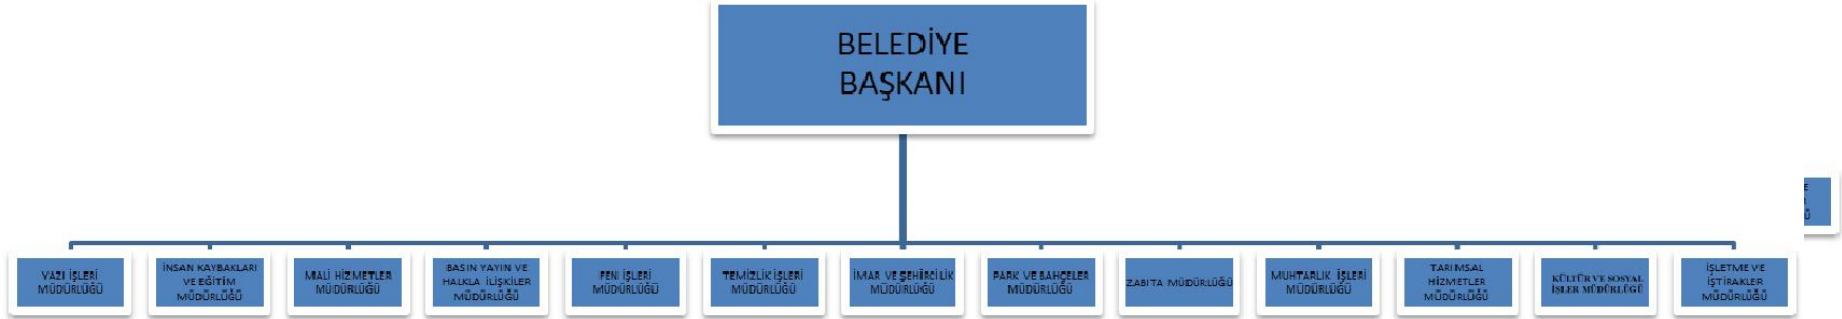 BELEDİYE
BAŞKANI
YAZI İŞLERİ
MÜDÜRLÜĞÜ
İNSAN KAYBAKLARI
VE EĞİTİM
MÜDÜRLÜĞÜ
MALİ HİZMETLER
MÜDÜRLÜĞÜ
BASIN YAYIN VE
HALKLA İLİŞKİLER
MÜDÜRLÜĞÜ
FENİ İŞLERİ
MÜDÜRLÜĞÜ
TEMİZLİK İŞLERİ
MÜDÜRLÜĞÜ
İMAR VE ŞEHİRCİLİK
MÜDÜRLÜĞÜ
PARK VE BAHÇELER
MÜDÜRLÜĞÜ
ZABITA MÜDÜRLÜĞÜ
MUHTARLIK İŞLERİ
MÜDÜRLÜĞÜ
TARIMSAL
HİZMETLER
MÜDÜRLÜĞÜ
KÜLTÜR VE SOSYAL
İŞLER MÜDÜRLÜĞÜ
İŞLETME VE
İŞTİRAKLER
MÜDÜRLÜĞÜ